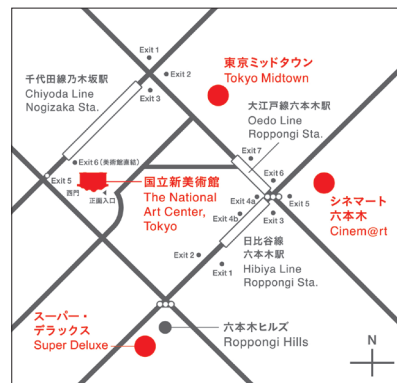 Exit 1
Exit 2
Exit 3
東京ミッドタウン
Tokyo Midtown
千代田線乃木坂駅
Chiyoda Line
Nogizaka Sta.
大江戸線六本木駅
Oedo Line
Roppongi Sta.
Exit 7
Exit 6
Exit 6(美術館直結)
Exit 5
西門
正面入口
国立新美術館
The National
Art Center,
Tokyo
Exit 4a
Exit 4b
Exit 5
Exit 3
シネマート
六本木
Cinem@rt
日比谷線
六本木駅
Hibiya Line
Roppongi Sta.
Exit 2
Exit 1
スーパー・
デラックス
Super Deluxe
六本木ヒルズ
Roppongi Hills
N